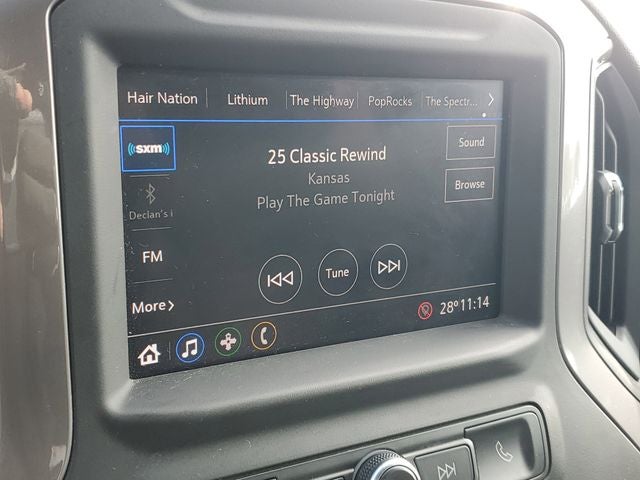 Hair Nation Lithium The Highway PopRocks The Spectr...
((sxm))
25 Classic Rewind
Kansas
Play The Game Tonight
Sound
Browse
Declan's i
FM
Tune
More
28° 11:14